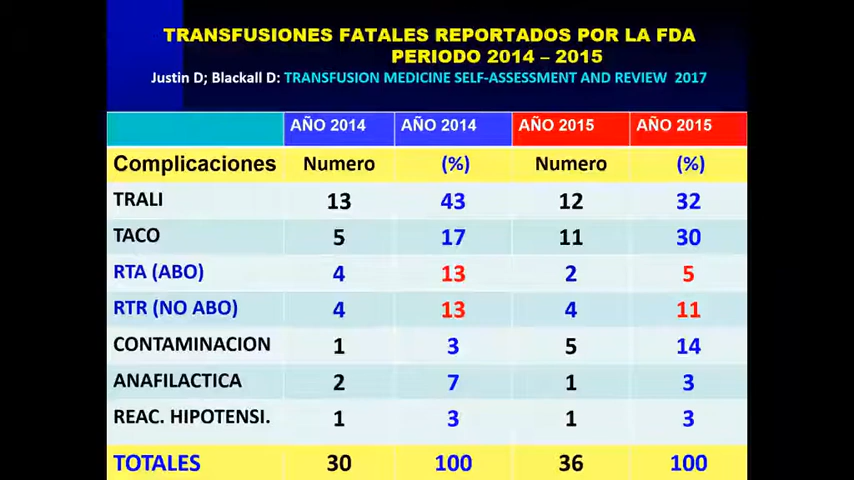 TRANSFUSIONES FATALES REPORTADOS POR LA FDA
PERIODO 2014 – 2015
Justin D; Blackall D: TRANSFUSION MEDICINE SELF-ASSESSMENT AND REVIEW 2017
AÑO 2014 AÑO 2014 AÑO 2015 AÑO 2015
Complicaciones Numero (%) Numero (%)
TRALI 13 43 12 32
TACO 5 17 11 30
RTA (ABO) 4 13 2 5
RTR (NO ABO) 4 13 4 11
CONTAMINACION 1 3 5 14
ANAFILACTICA 2 7 1 3
REAC. HIPOTENSI. 1 3 1 3
TOTALES 30 100 36 100